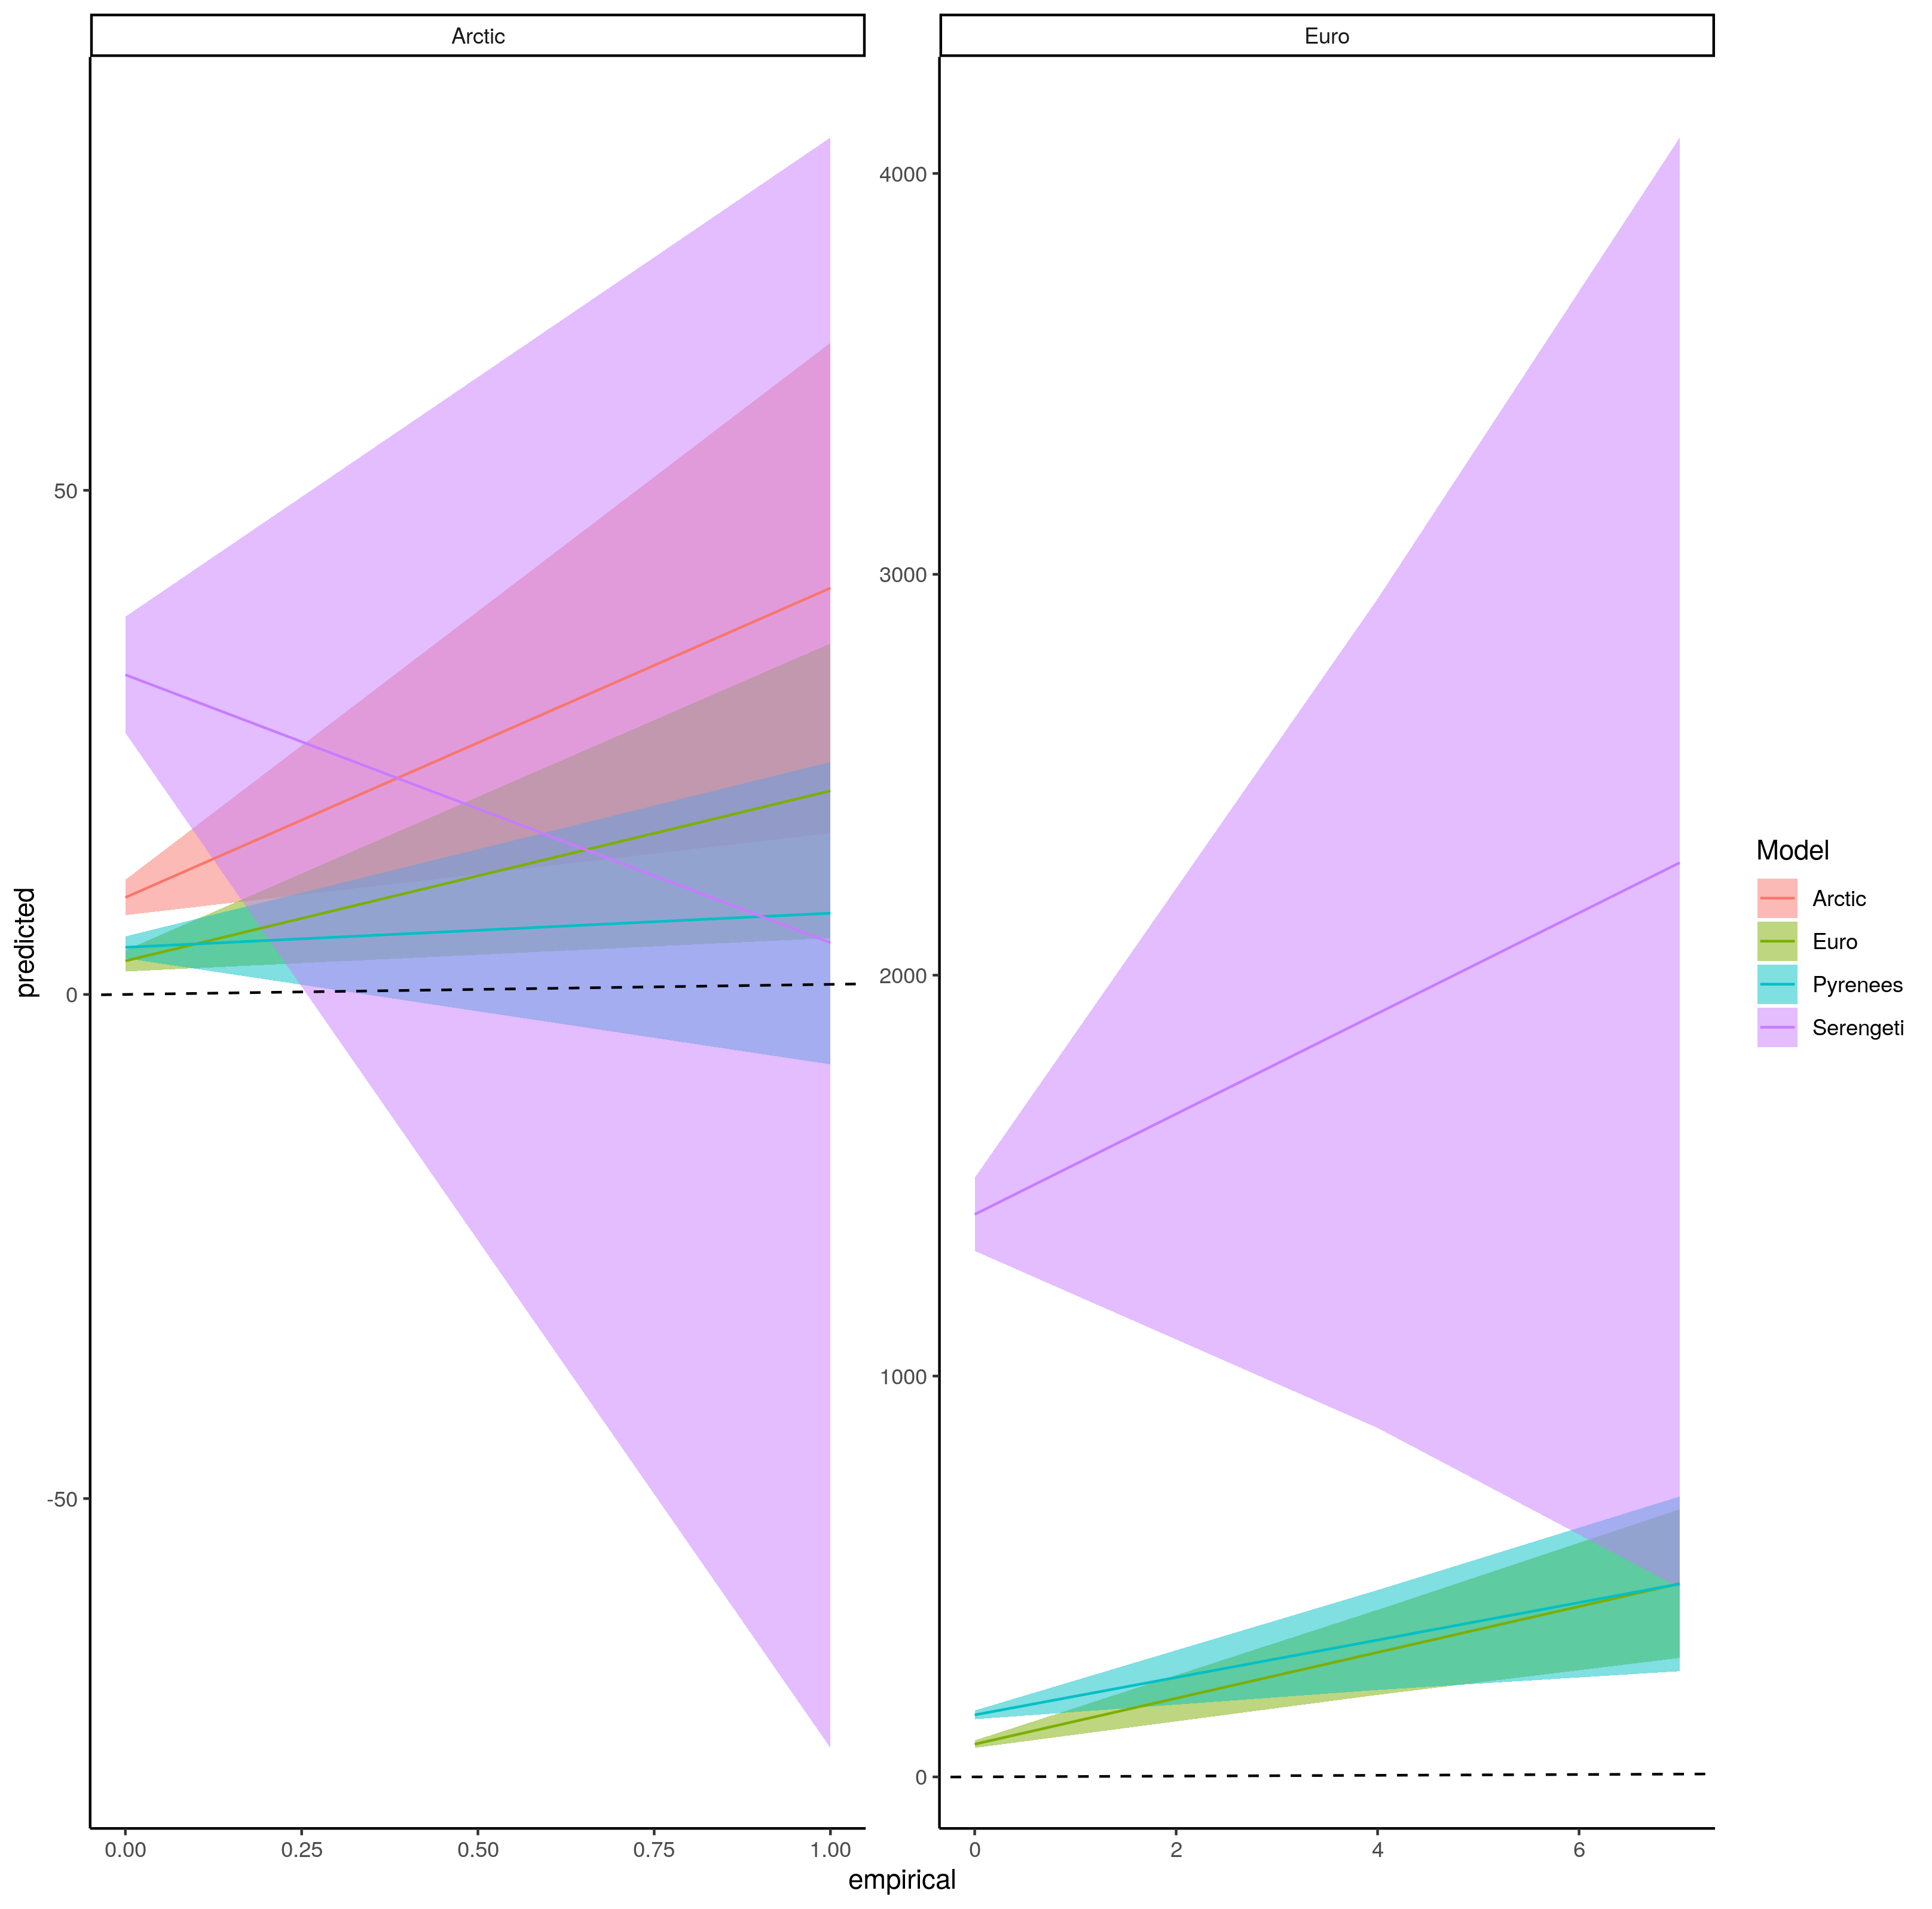 Arctic
Euro
predicted
50
0
-50
0.00 0.25 0.50 0.75 1.00
4000
3000
2000
1000
0
0 2 4 6
empirical
Model
Arctic
Euro
Pyrenees
Serengeti